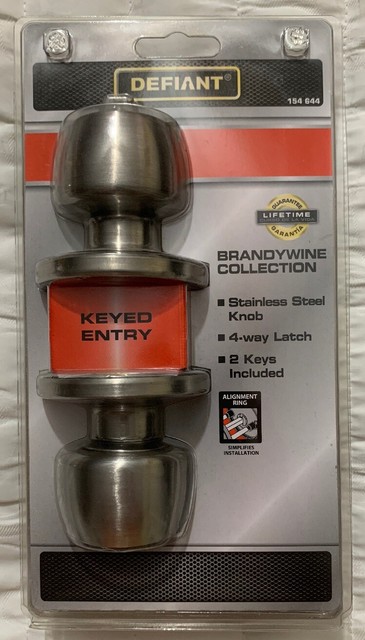 DEFIANT®
154 644
GUARANTEE
LIFETIME
GARANTIA
BRANDYWINE
COLLECTION
KEYED
ENTRY
■ Stainless Steel
Knob
■ 4-way Latch
■ 2 Keys
Included
ALIGNMENT
RING
SIMPLIFIES
INSTALLATION